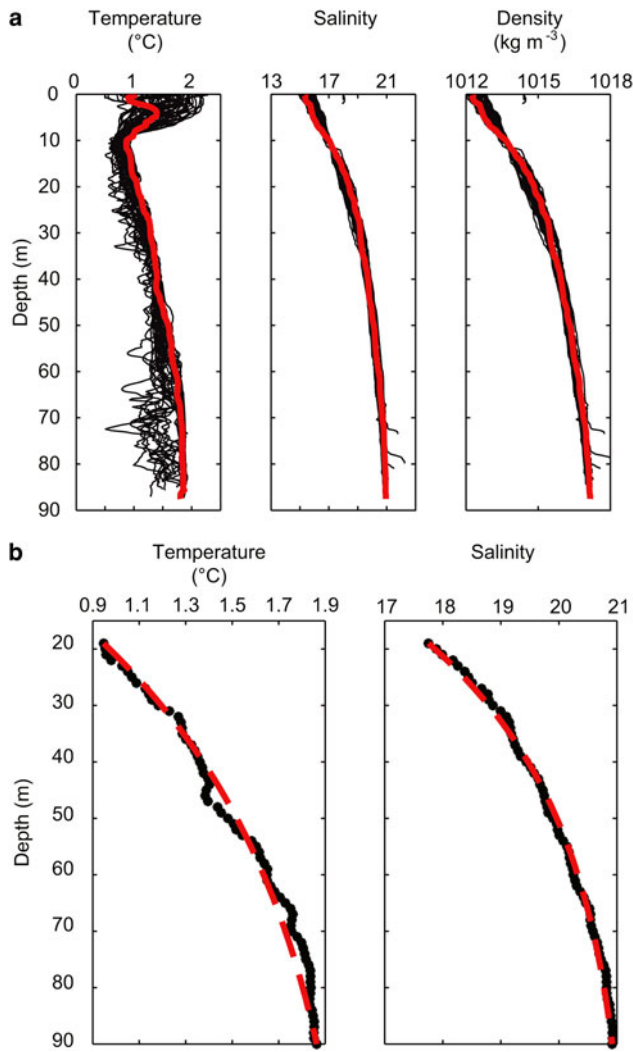 a
Temperature
(°C)
Salinity
Density
(kg m-3)
0 1 2
13 17 21
1012 1015 1018
0
10
20
30
40
50
60
70
80
90
Depth (m)
b
Temperature
(°C)
Salinity
0.9 1.1 1.3 1.5 1.7 1.9
17 18 19 20 21
20
30
40
50
60
70
80
90
Depth (m)